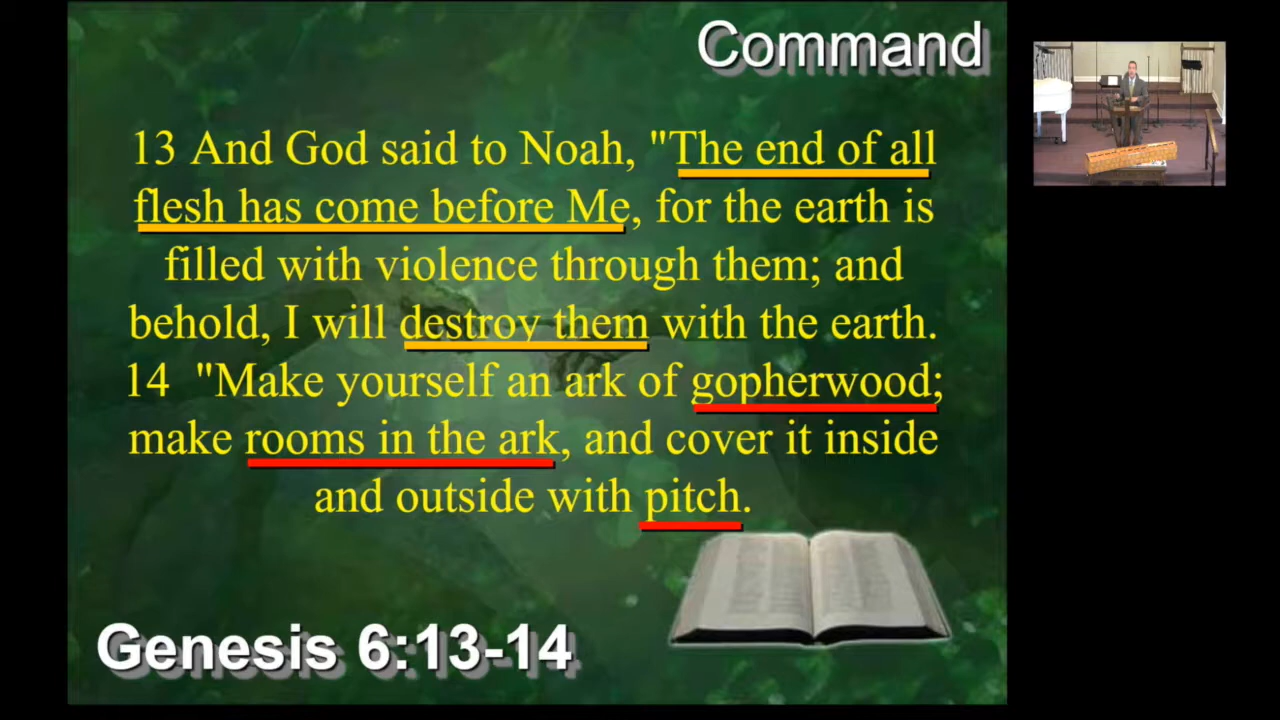 Command
13 And God said to Noah, "The end of all
flesh has come before Me, for the earth is
filled with violence through them; and
behold, I will destroy them with the earth.
14 "Make yourself an ark of gopherwood;
make rooms in the ark, and cover it inside
and outside with pitch.
Genesis 6:13-14